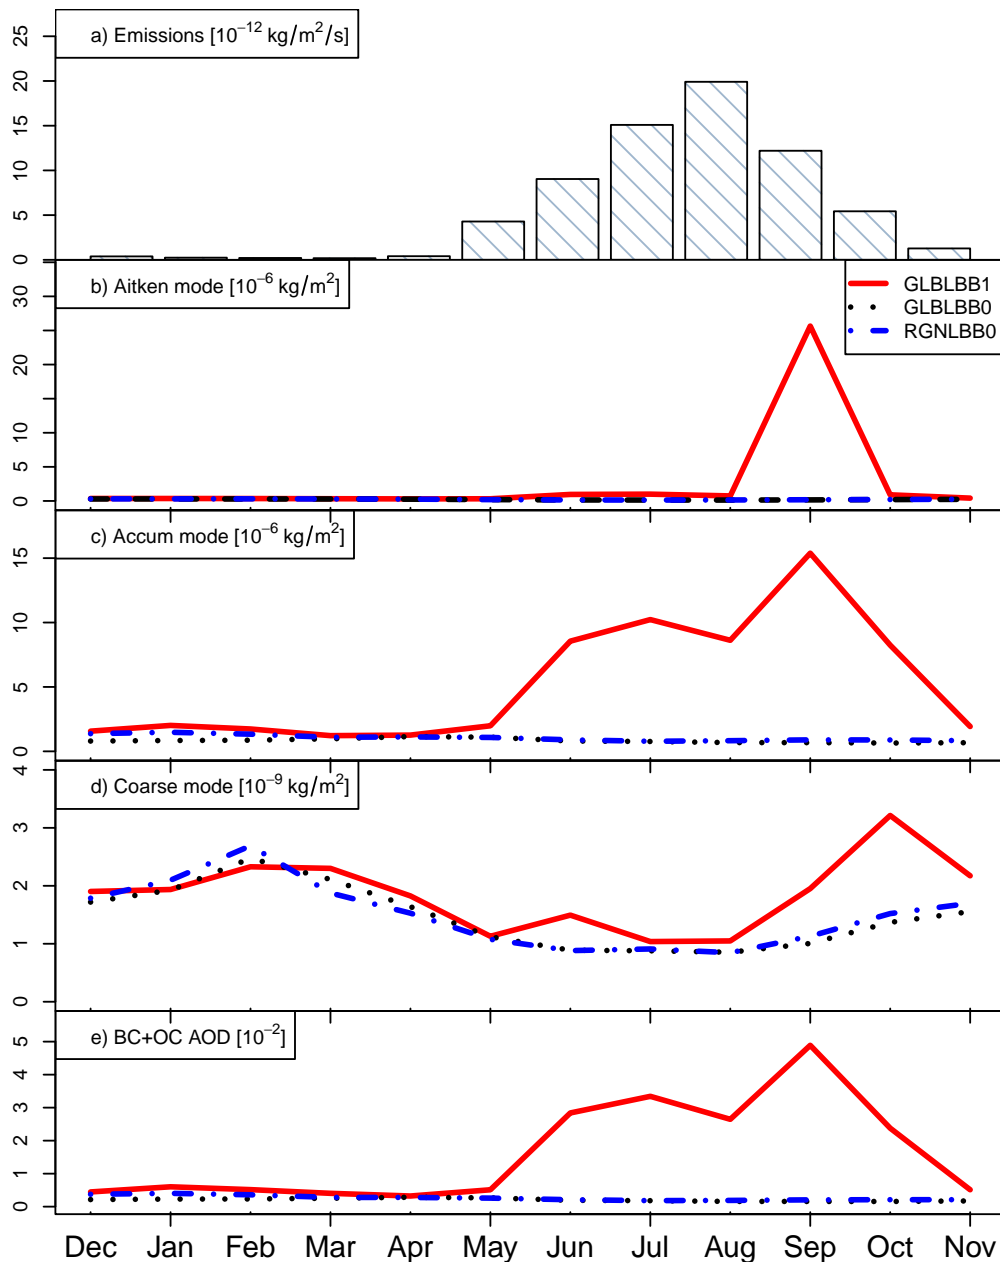 a) Emissions [10⁻¹² kg/m²/s]
25
20
15
10
5
0
b) Aitken mode [10⁻⁶ kg/m²]
GLBLBB1
GLBLBB0
RGNLBB0
30
20
10
5
0
c) Accum mode [10⁻⁶ kg/m²]
15
10
5
0
d) Coarse mode [10⁻⁹ kg/m²]
4
3
2
1
0
e) BC+OC AOD [10⁻²]
5
4
3
2
1
0
Dec Jan Feb Mar Apr May Jun Jul Aug Sep Oct Nov